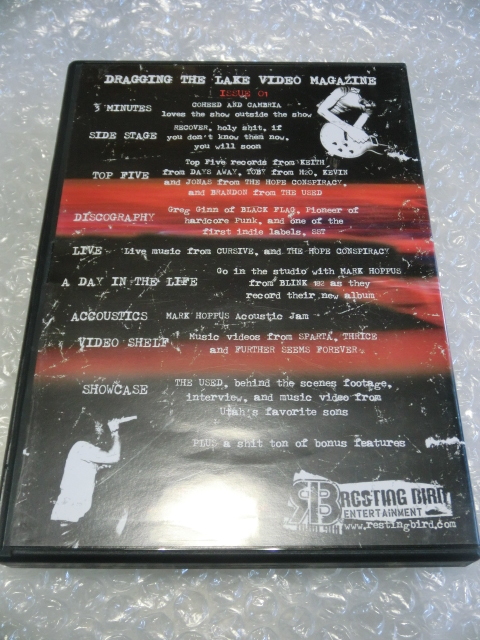 DRAGGING THE LAKE VIDEO MAGAZINE
ISSUE 01
3 MINUTES
COHEED AND CAMBRIA
loves the show outside the show
SIDE STAGE
RECOVER, holy shit, if
you don't know them now,
you will soon
TOP FIVE
Top Five records from KEITH
from DAYS AWAY, TOBY from H2O, KEVIN
and JONAS from THE HOPE CONSPIRACY,
and BRANDON from THE USED
DISCOGRAPHY
Greg Ginn of BLACK FLAG, Pioneer of
hardcore Punk, and one of the
first indie labels, SST
LIVE
Live music from CURSIVE, and THE HOPE CONSPIRACY
A DAY IN THE LIFE
Go in the studio with MARK HOPPUS
from BLINK 182 as they
record their new album
ACCOUSTICS
MARK HOPPUS Acoustic Jam
VIDEO SHELF
Music videos from SPARTA, THRICE
and FURTHER SEEMS FOREVER
SHOWCASE
THE USED, behind the scenes footage,
interview, and music video from
Utah's favorite sons
PLUS a shit ton of bonus features
RB RESTING BIRD
ENTERTAINMENT
www.restingbird.com